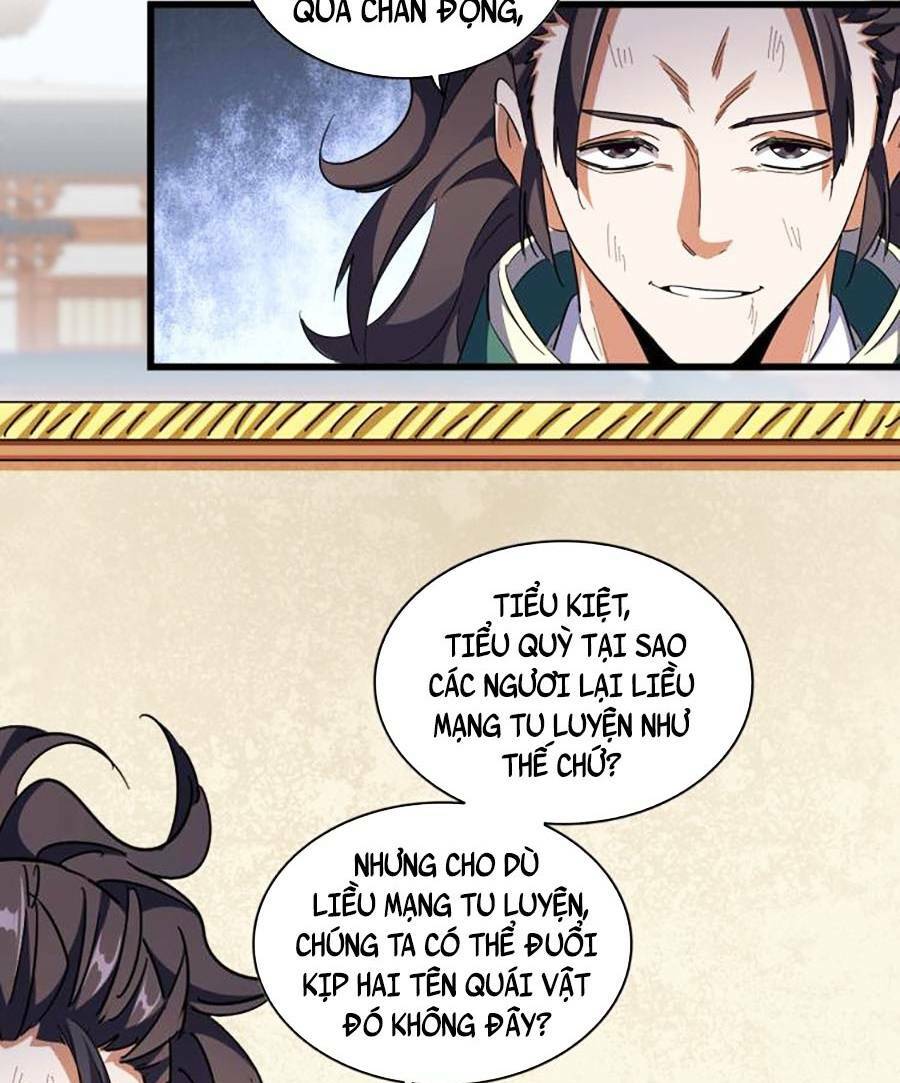 QUÁ CHẤN ĐỘNG,
TIỂU KIỆT,
TIỂU QUỲ TẠI SAO
CÁC NGƯƠI LẠI LIỀU
MẠNG TU LUYỆN NHƯ
THẾ CHỨ?
NHƯNG CHO DÙ
LIỀU MẠNG TU LUYỆN,
CHÚNG TA CÓ THỂ ĐUỔI
KỊP HAI TÊN QUÁI VẬT
ĐÓ KHÔNG ĐÂY?